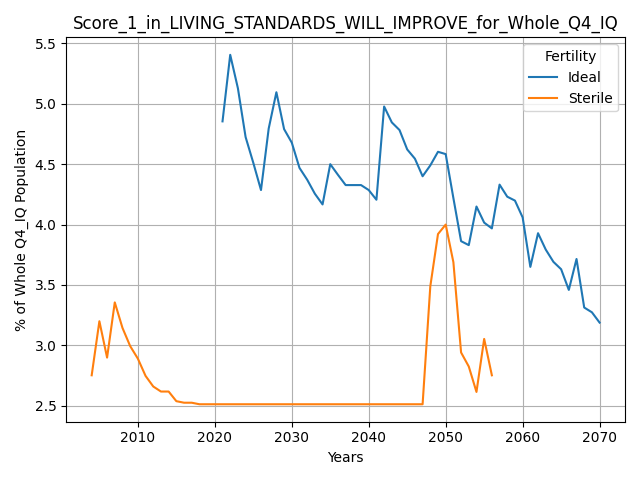 Score_1_in_LIVING_STANDARDS_WILL_IMPROVE_for_Whole_Q4_IQ
% of Whole Q4_IQ Population
5.5
5.0
4.5
4.0
3.5
3.0
2.5
Fertility
Ideal
Sterile
2010 2020 2030 2040 2050 2060 2070
Years